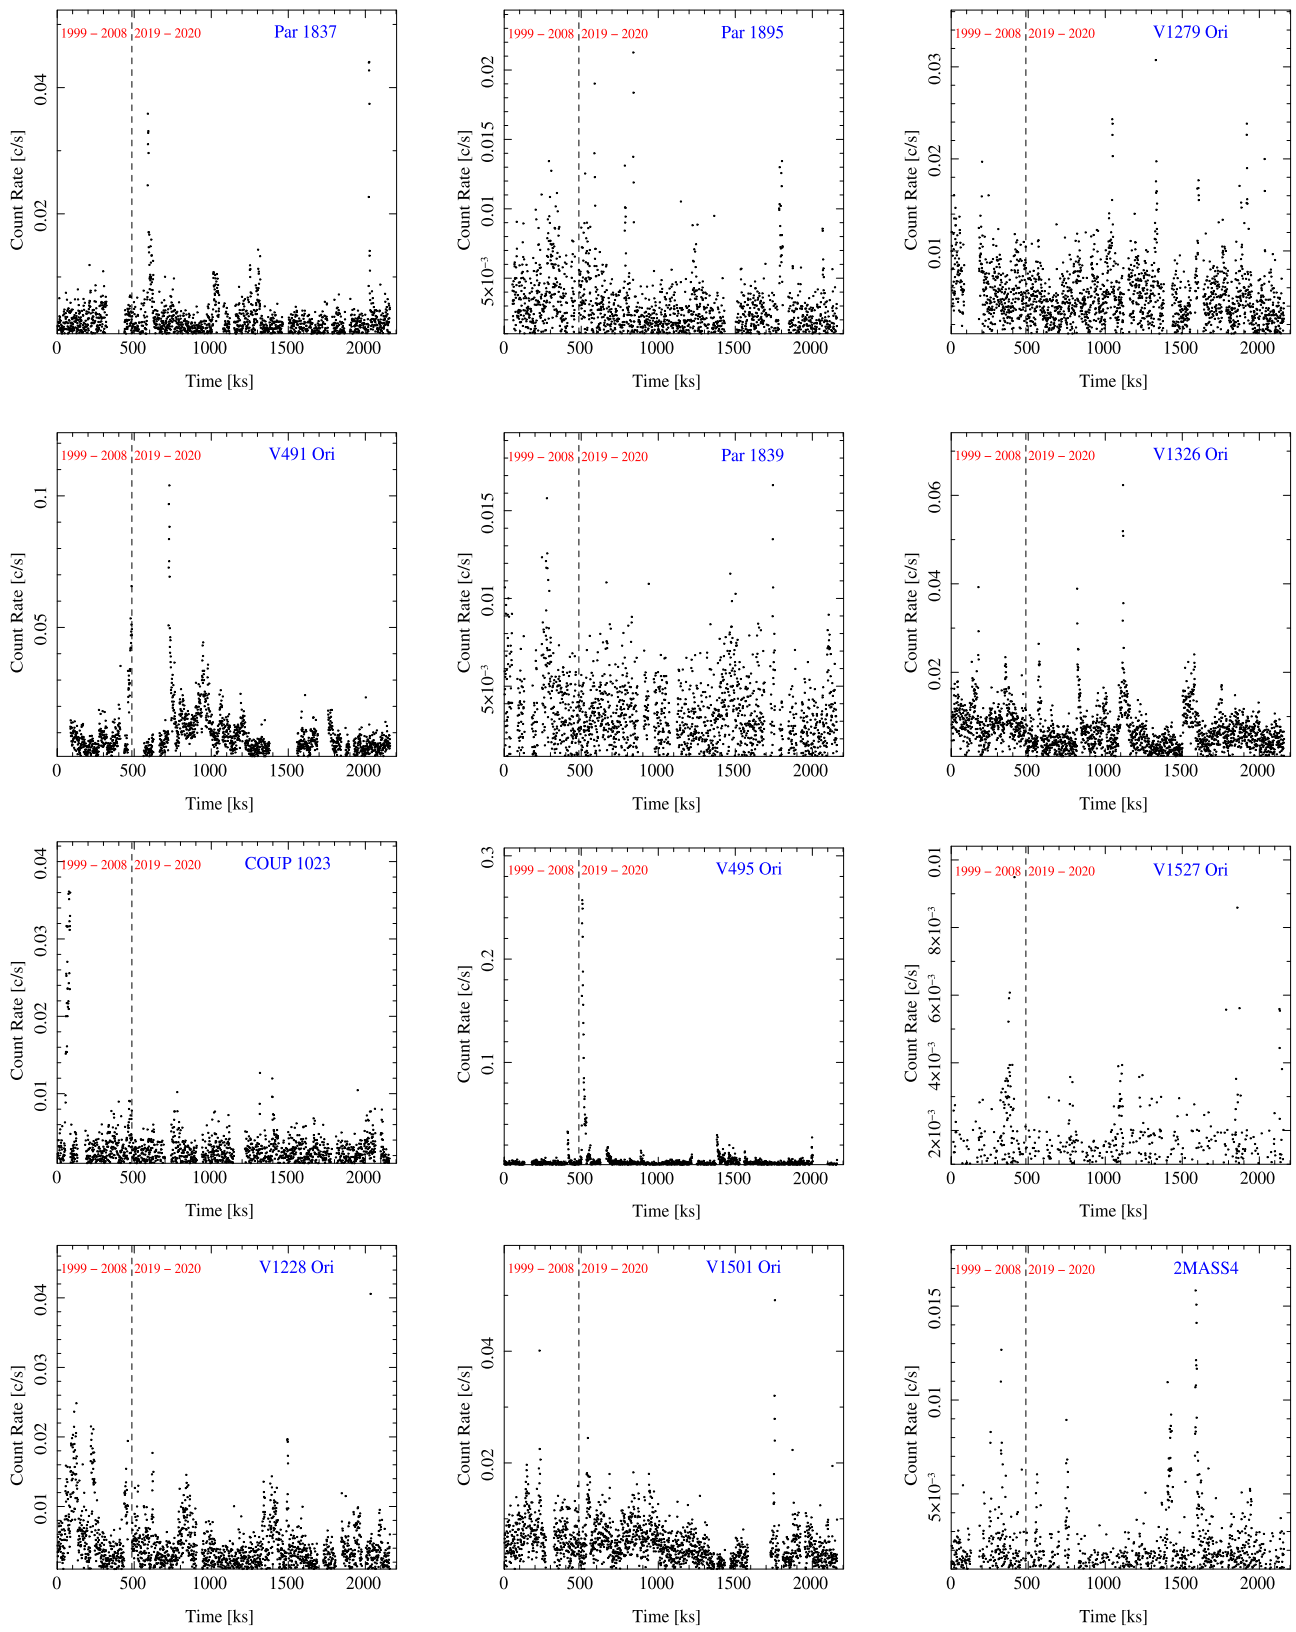 1999 – 2008 2019 – 2020 Par 1837
Count Rate [c/s]
0.02 0.04
0 500 1000 1500 2000
Time [ks]
1999 – 2008 2019 – 2020 Par 1895
Count Rate [c/s]
5×10⁻³ 0.01 0.015 0.02
0 500 1000 1500 2000
Time [ks]
1999 – 2008 2019 – 2020 V1279 Ori
Count Rate [c/s]
0.01 0.02 0.03
0 500 1000 1500 2000
Time [ks]
1999 – 2008 2019 – 2020 V491 Ori
Count Rate [c/s]
0.05 0.1
0 500 1000 1500 2000
Time [ks]
1999 – 2008 2019 – 2020 Par 1839
Count Rate [c/s]
5×10⁻³ 0.01 0.015
0 500 1000 1500 2000
Time [ks]
1999 – 2008 2019 – 2020 V1326 Ori
Count Rate [c/s]
0.02 0.04 0.06
0 500 1000 1500 2000
Time [ks]
1999 – 2008 2019 – 2020 COUP 1023
Count Rate [c/s]
0.01 0.02 0.03 0.04
0 500 1000 1500 2000
Time [ks]
1999 – 2008 2019 – 2020 V495 Ori
Count Rate [c/s]
0.1 0.2 0.3
0 500 1000 1500 2000
Time [ks]
1999 – 2008 2019 – 2020 V1527 Ori
Count Rate [c/s]
2×10⁻³ 4×10⁻³ 6×10⁻³ 8×10⁻³ 0.01
0 500 1000 1500 2000
Time [ks]
1999 – 2008 2019 – 2020 V1228 Ori
Count Rate [c/s]
0.01 0.02 0.03 0.04
0 500 1000 1500 2000
Time [ks]
1999 – 2008 2019 – 2020 V1501 Ori
Count Rate [c/s]
0.02 0.04
0 500 1000 1500 2000
Time [ks]
1999 – 2008 2019 – 2020 2MASS4
Count Rate [c/s]
5×10⁻³ 0.01 0.015
0 500 1000 1500 2000
Time [ks]